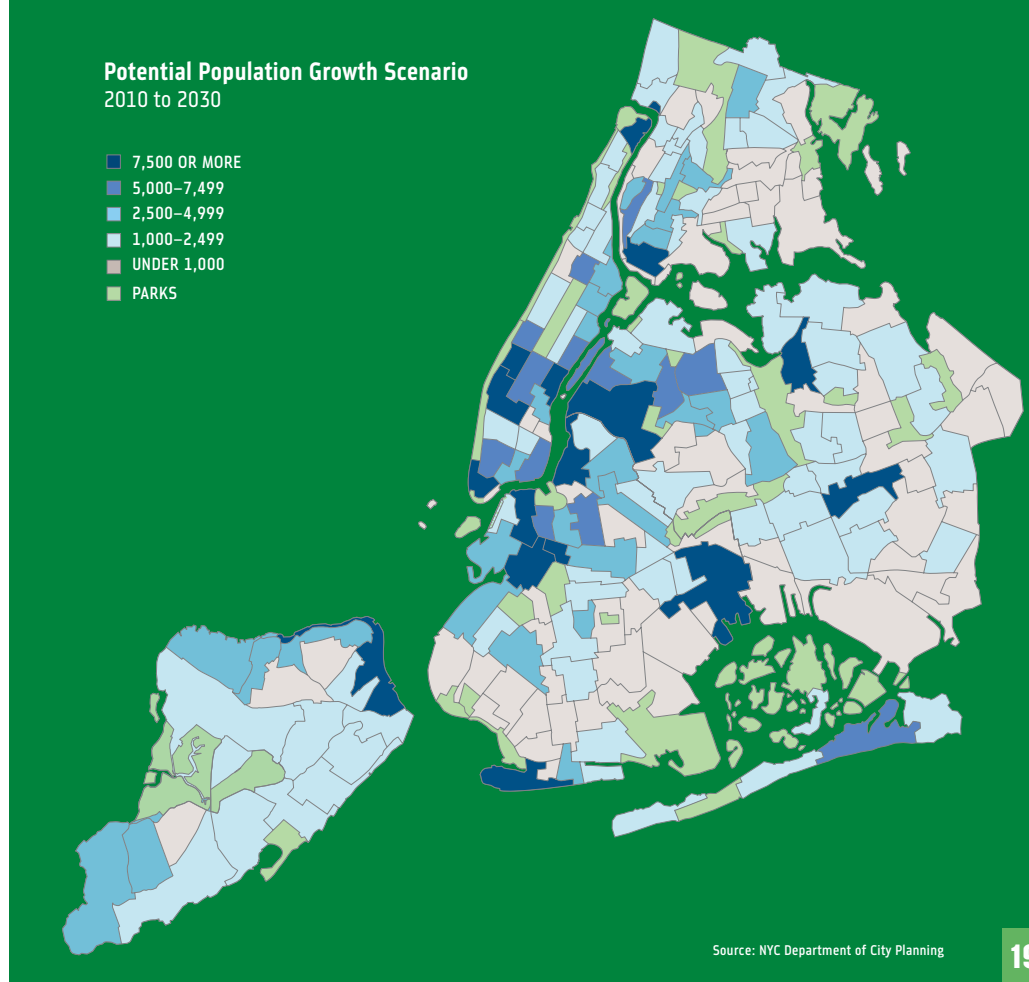 Potential Population Growth Scenario
2010 to 2030
7,500 OR MORE
5,000–7,499
2,500–4,999
1,000–2,499
UNDER 1,000
PARKS
Source: NYC Department of City Planning